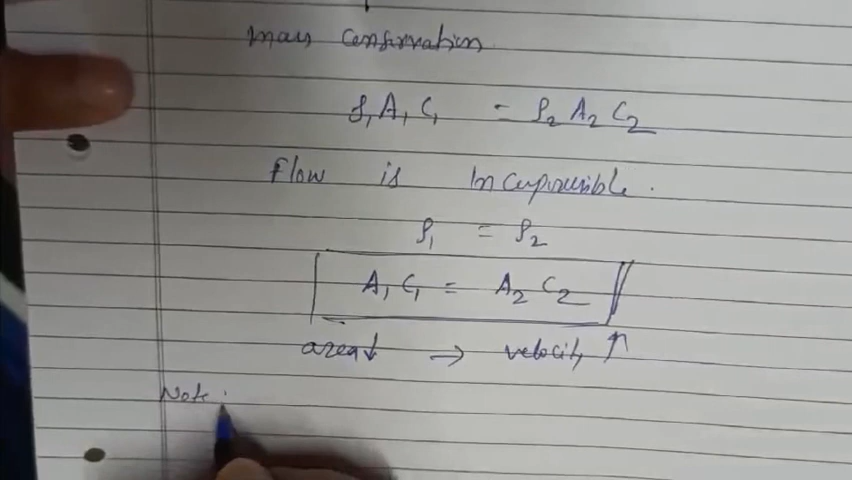 mass conservation
ρ₁A₁C₁ = ρ₂A₂C₂
Flow is Incompressible.
ρ₁ = ρ₂
A₁C₁ = A₂C₂
area↓ → velocity ↑
Note: